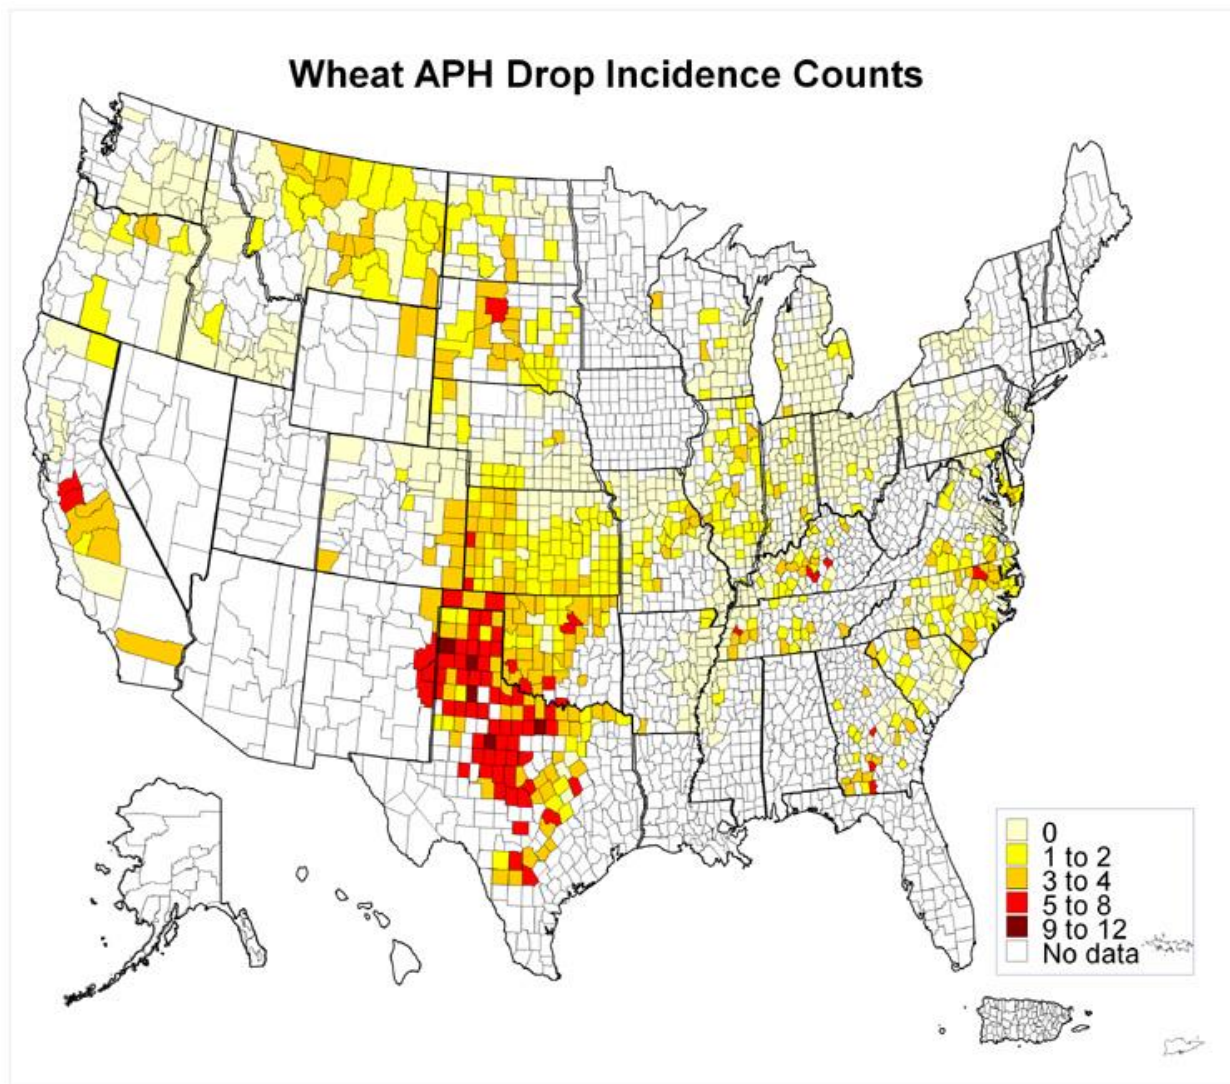 Wheat APH Drop Incidence Counts
0
1 to 2
3 to 4
5 to 8
9 to 12
No data